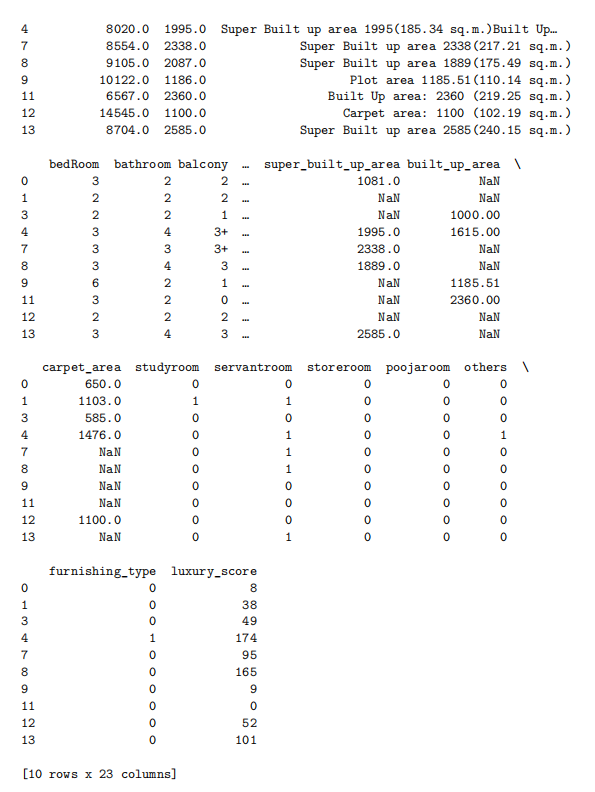 4 8020.0 1995.0 Super Built up area 1995(185.34 sq.m.)Built Up…
7 8554.0 2338.0 Super Built up area 2338(217.21 sq.m.)
8 9105.0 2087.0 Super Built up area 1889(175.49 sq.m.)
9 10122.0 1186.0 Plot area 1185.51(110.14 sq.m.)
11 6567.0 2360.0 Built Up area: 2360 (219.25 sq.m.)
12 14545.0 1100.0 Carpet area: 1100 (102.19 sq.m.)
13 8704.0 2585.0 Super Built up area 2585(240.15 sq.m.)
bedRoom bathroom balcony … super_built_up_area built_up_area \
0 3 2 2 … 1081.0 NaN
1 2 2 2 … NaN NaN
3 2 2 1 … NaN 1000.00
4 3 4 3+ … 1995.0 1615.00
7 3 3 3+ … 2338.0 NaN
8 3 4 3 … 1889.0 NaN
9 6 2 1 … NaN 1185.51
11 3 2 0 … NaN 2360.00
12 2 2 2 … NaN NaN
13 3 4 3 … 2585.0 NaN
carpet_area studyroom servantroom storeroom poojaroom others \
0 650.0 0 0 0 0 0
1 1103.0 1 1 0 0 0
3 585.0 0 0 0 0 0
4 1476.0 0 1 0 0 1
7 NaN 0 1 0 0 0
8 NaN 0 1 0 0 0
9 NaN 0 0 0 0 0
11 NaN 0 0 0 0 0
12 1100.0 0 0 0 0 0
13 NaN 0 1 0 0 0
furnishing_type luxury_score
0 0 8
1 0 38
3 0 49
4 1 174
7 0 95
8 0 165
9 0 9
11 0 0
12 0 52
13 0 101
[10 rows x 23 columns]